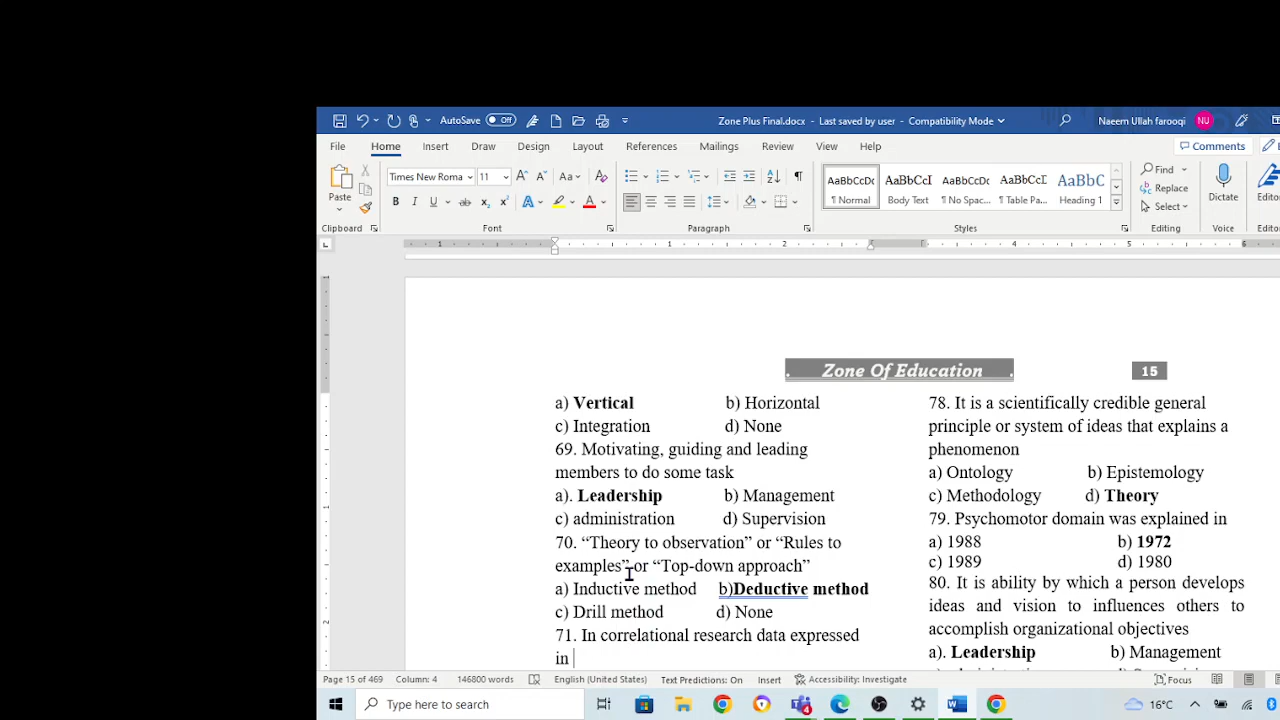 AutoSave Off
Zone Plus Final.docx - Last saved by user - Compatibility Mode
Naeem Ullah farooqi NU
File Home Insert Draw Design Layout References Mailings Review View Help Comments
Times New Roma 11
Paste
AaBbCcDc AaBbCcI AaBbCcDc AaBbCcDc AaBbC
¶ Normal Body Text ¶ No Spac... ¶ Table Pa... Heading 1
Find
Replace
Select
Dictate
Clipboard Font Paragraph Styles Editing Voice
. Zone Of Education . 15
a) Vertical b) Horizontal
c) Integration d) None
69. Motivating, guiding and leading
members to do some task
a). Leadership b) Management
c) administration d) Supervision
70. “Theory to observation” or “Rules to
examples” or “Top-down approach”
a) Inductive method b)Deductive method
c) Drill method d) None
71. In correlational research data expressed
in
78. It is a scientifically credible general
principle or system of ideas that explains a
phenomenon
a) Ontology b) Epistemology
c) Methodology d) Theory
79. Psychomotor domain was explained in
a) 1988 b) 1972
c) 1989 d) 1980
80. It is ability by which a person develops
ideas and vision to influences others to
accomplish organizational objectives
a). Leadership b) Management
Page 15 of 469 Column: 4 146800 words English (United States) Text Predictions: On Insert Accessibility: Investigate Focus
Type here to search 16°C